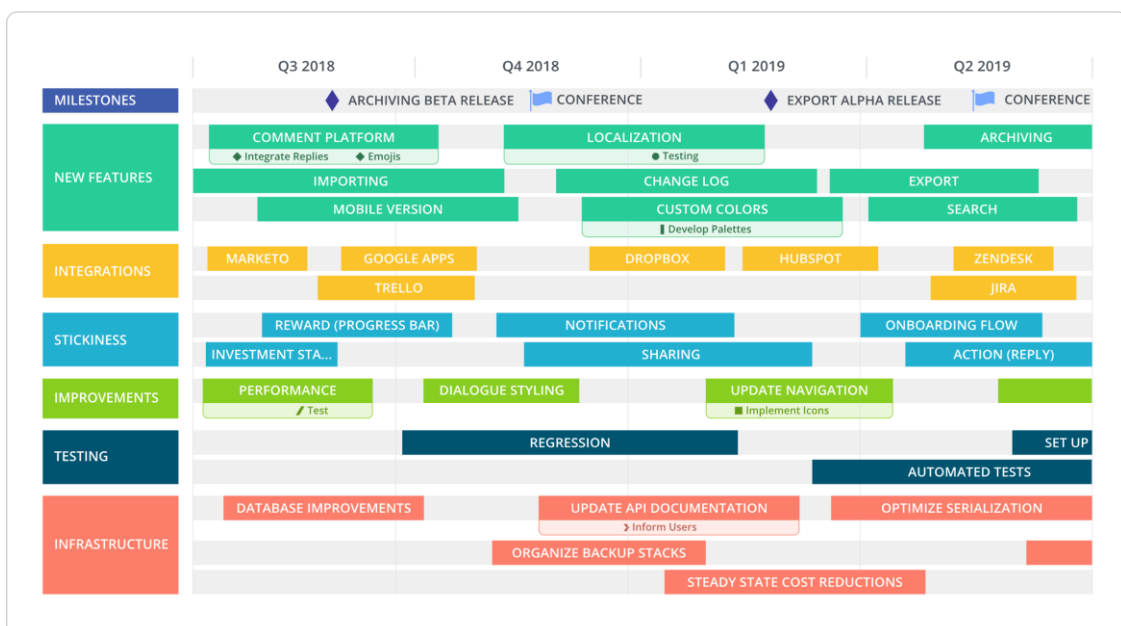 Q3 2018 Q4 2018 Q1 2019 Q2 2019
MILESTONES ARCHIVING BETA RELEASE CONFERENCE EXPORT ALPHA RELEASE CONFERENCE
NEW FEATURES
COMMENT PLATFORM LOCALIZATION ARCHIVING
Integrate Replies Emojis Testing
IMPORTING CHANGE LOG EXPORT
MOBILE VERSION CUSTOM COLORS SEARCH
Develop Palettes
INTEGRATIONS
MARKETO GOOGLE APPS DROPBOX HUBSPOT ZENDESK
TRELLO JIRA
STICKINESS
REWARD (PROGRESS BAR) NOTIFICATIONS ONBOARDING FLOW
INVESTMENT STA... SHARING ACTION (REPLY)
IMPROVEMENTS
PERFORMANCE DIALOGUE STYLING UPDATE NAVIGATION
Test Implement Icons
TESTING
REGRESSION SET UP
AUTOMATED TESTS
INFRASTRUCTURE
DATABASE IMPROVEMENTS UPDATE API DOCUMENTATION OPTIMIZE SERIALIZATION
Inform Users
ORGANIZE BACKUP STACKS
STEADY STATE COST REDUCTIONS